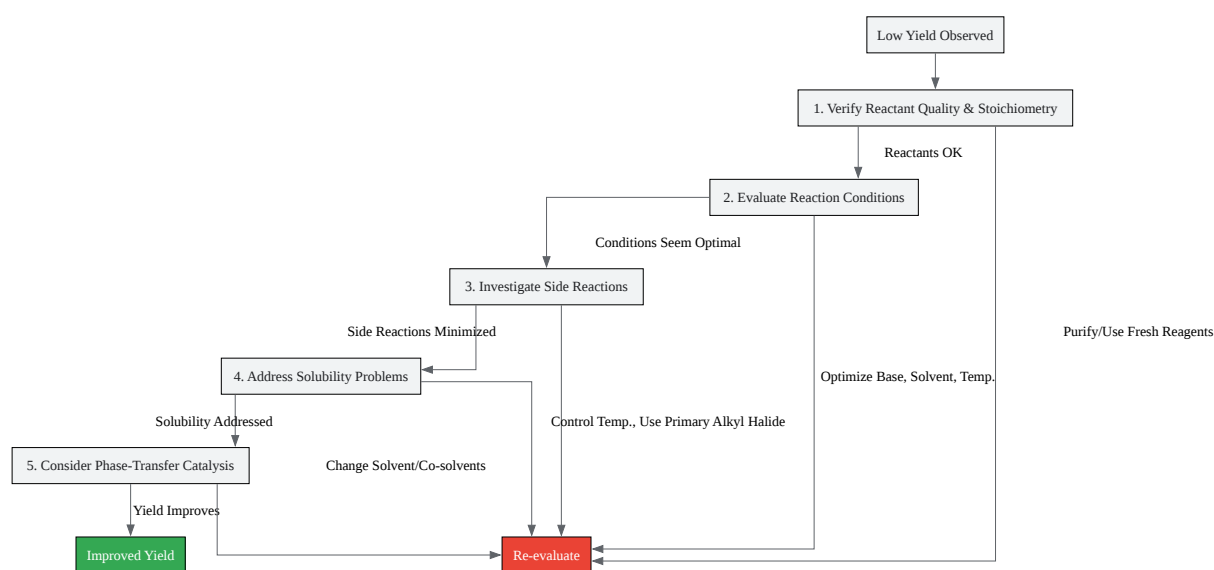 Low Yield Observed
1. Verify Reactant Quality & Stoichiometry
Reactants OK
2. Evaluate Reaction Conditions
Conditions Seem Optimal
3. Investigate Side Reactions
Side Reactions Minimized
Purify/Use Fresh Reagents
4. Address Solubility Problems
Optimize Base, Solvent, Temp.
Solubility Addressed
Control Temp., Use Primary Alkyl Halide
5. Consider Phase-Transfer Catalysis
Change Solvent/Co-solvents
Yield Improves
Improved Yield
Re-evaluate